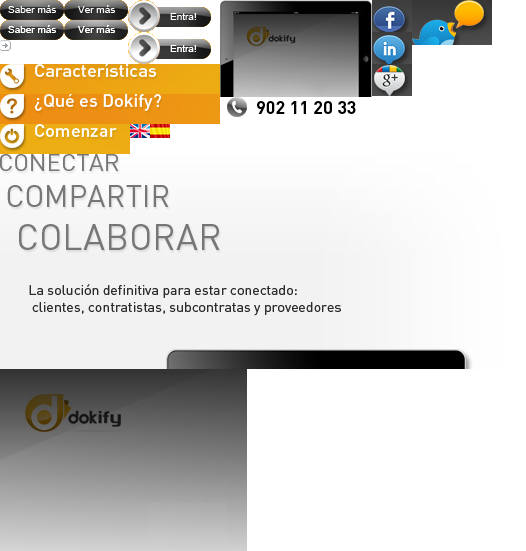 Saber más Ver más
Saber más Ver más
Entra!
Entra!
dokify
f
in
g+
902 11 20 33
Características
¿Qué es Dokify?
Comenzar
CONECTAR
COMPARTIR
COLABORAR
La solución definitiva para estar conectado:
clientes, contratistas, subcontratas y proveedores
dokify